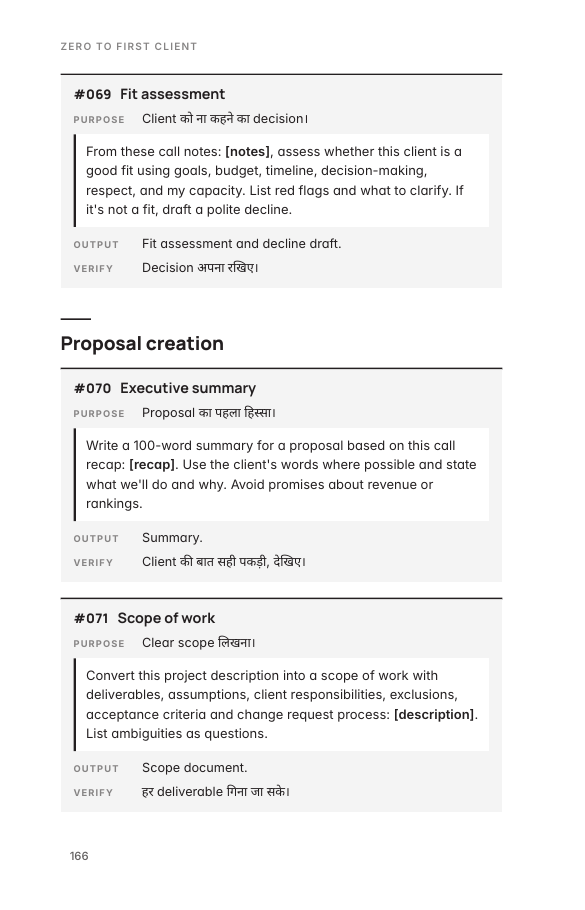 ZERO TO FIRST CLIENT
#069 Fit assessment
PURPOSE Client को ना कहने का decision।
From these call notes: [notes], assess whether this client is a
good fit using goals, budget, timeline, decision-making,
respect, and my capacity. List red flags and what to clarify. If
it's not a fit, draft a polite decline.
OUTPUT Fit assessment and decline draft.
VERIFY Decision अपना रखिए।
Proposal creation
#070 Executive summary
PURPOSE Proposal का पहला हिस्सा।
Write a 100-word summary for a proposal based on this call
recap: [recap]. Use the client's words where possible and state
what we'll do and why. Avoid promises about revenue or
rankings.
OUTPUT Summary.
VERIFY Client की बात सही पकड़ी, देखिए।
#071 Scope of work
PURPOSE Clear scope लिखना।
Convert this project description into a scope of work with
deliverables, assumptions, client responsibilities, exclusions,
acceptance criteria and change request process: [description].
List ambiguities as questions.
OUTPUT Scope document.
VERIFY हर deliverable गिना जा सके।
166